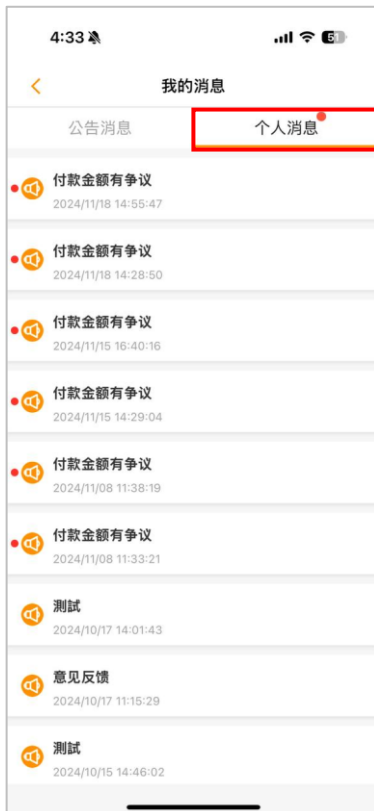 4:33
51
我的消息
公告消息
个人消息
付款金额有争议
2024/11/18 14:55:47
付款金额有争议
2024/11/18 14:28:50
付款金额有争议
2024/11/15 16:40:16
付款金额有争议
2024/11/15 14:29:04
付款金额有争议
2024/11/08 11:38:19
付款金额有争议
2024/11/08 11:33:21
测試
2024/10/17 14:01:43
意见反馈
2024/10/17 11:15:29
测試
2024/10/15 14:46:02